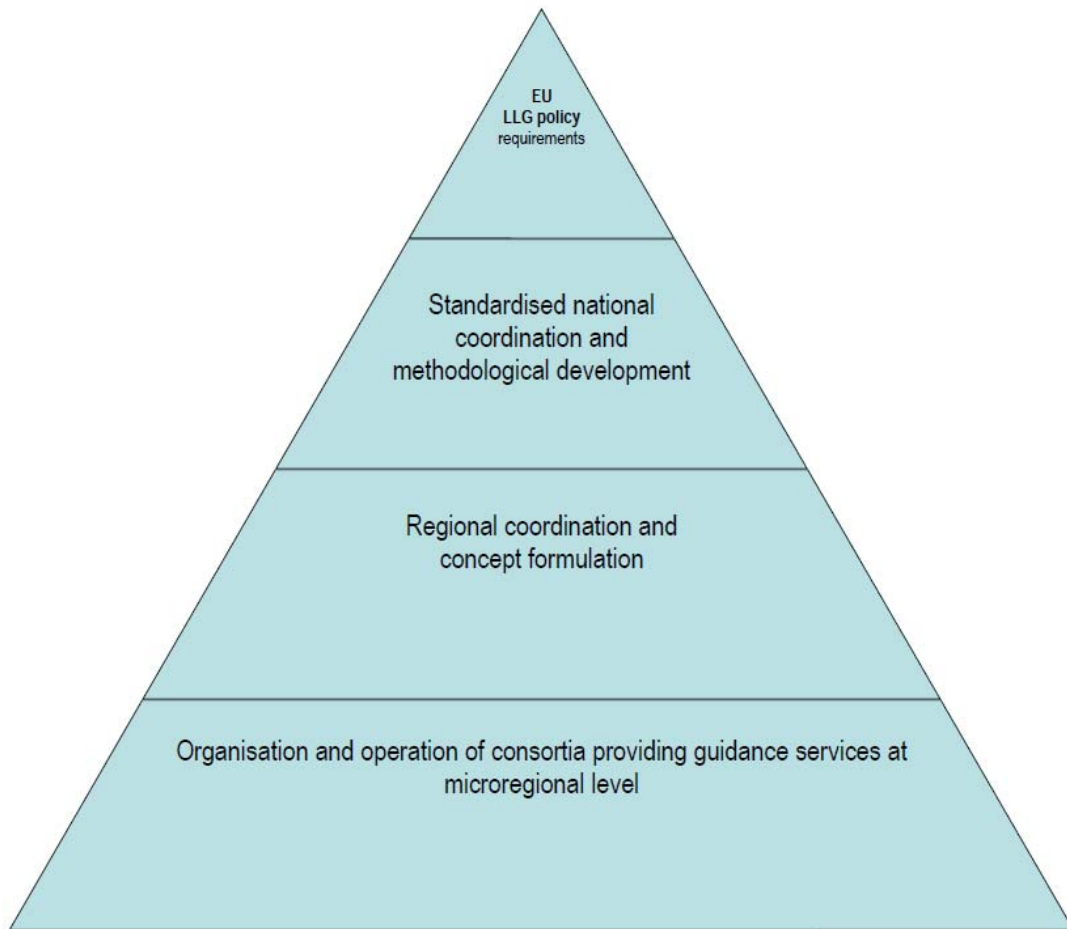 EU
LLG policy
requirements
Standardised national
coordination and
methodological development
Regional coordination and
concept formulation
Organisation and operation of consortia providing guidance services at
microregional level